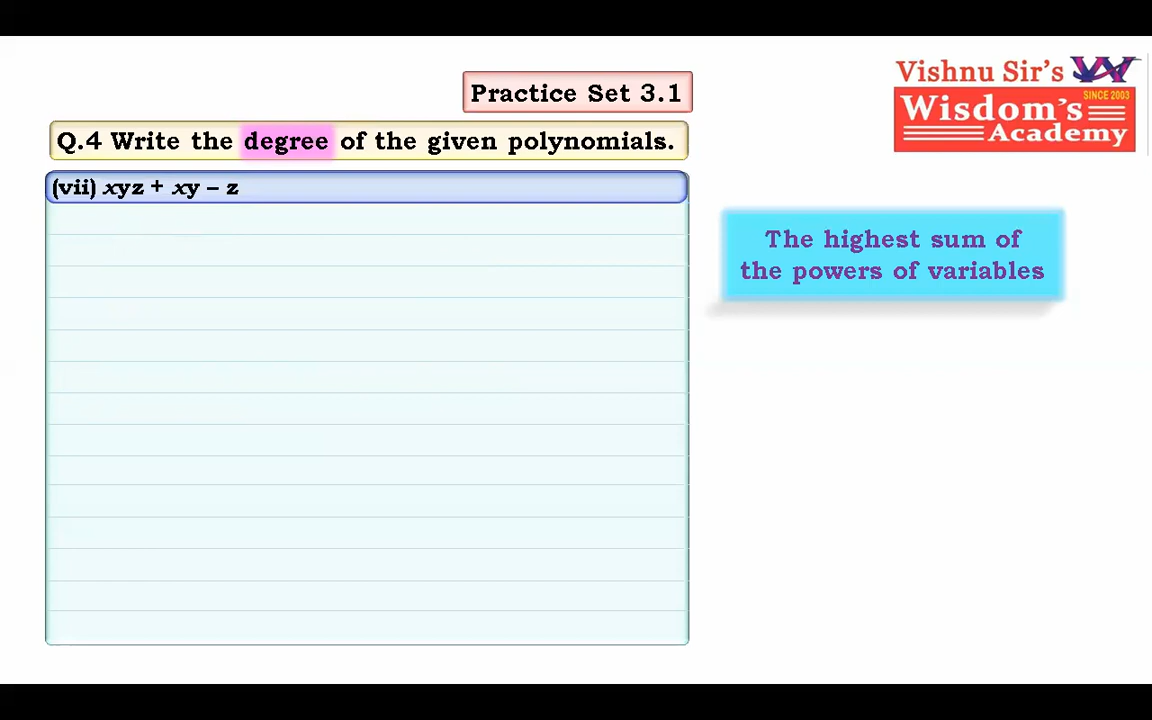 Vishnu Sir's
SINCE 2003
Wisdom's
Academy
Practice Set 3.1
Q.4 Write the degree of the given polynomials.
(vii) xyz + xy – z
The highest sum of
the powers of variables